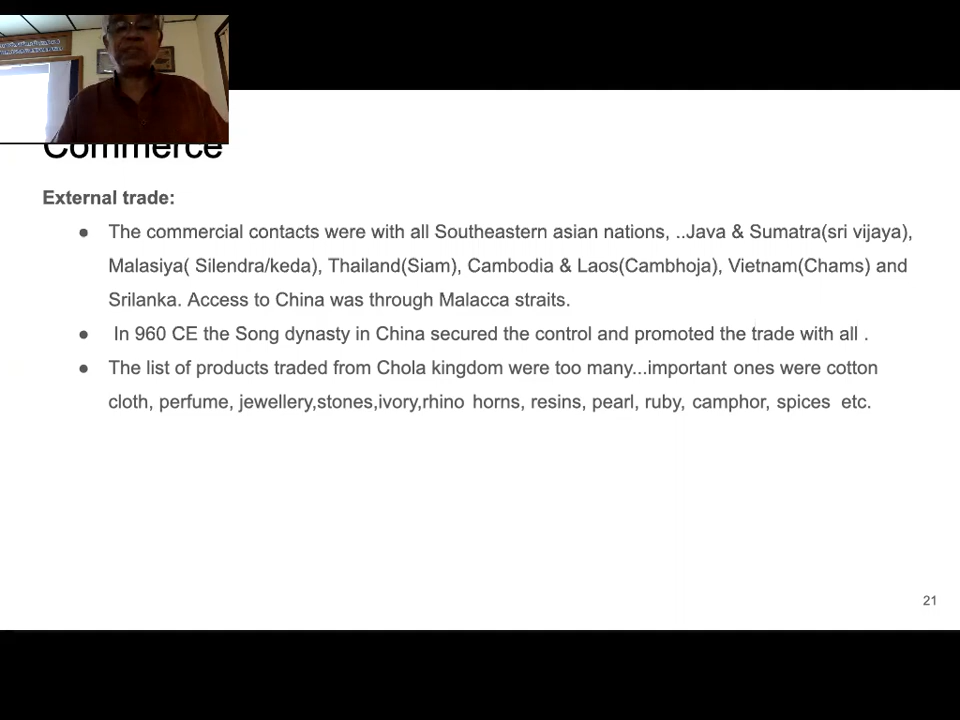 Commerce
External trade:
● The commercial contacts were with all Southeastern asian nations, ..Java & Sumatra(sri vijaya),
Malasiya( Silendra/keda), Thailand(Siam), Cambodia & Laos(Cambhoja), Vietnam(Chams) and
Srilanka. Access to China was through Malacca straits.
● In 960 CE the Song dynasty in China secured the control and promoted the trade with all .
● The list of products traded from Chola kingdom were too many...important ones were cotton
cloth, perfume, jewellery,stones,ivory,rhino horns, resins, pearl, ruby, camphor, spices etc.
21